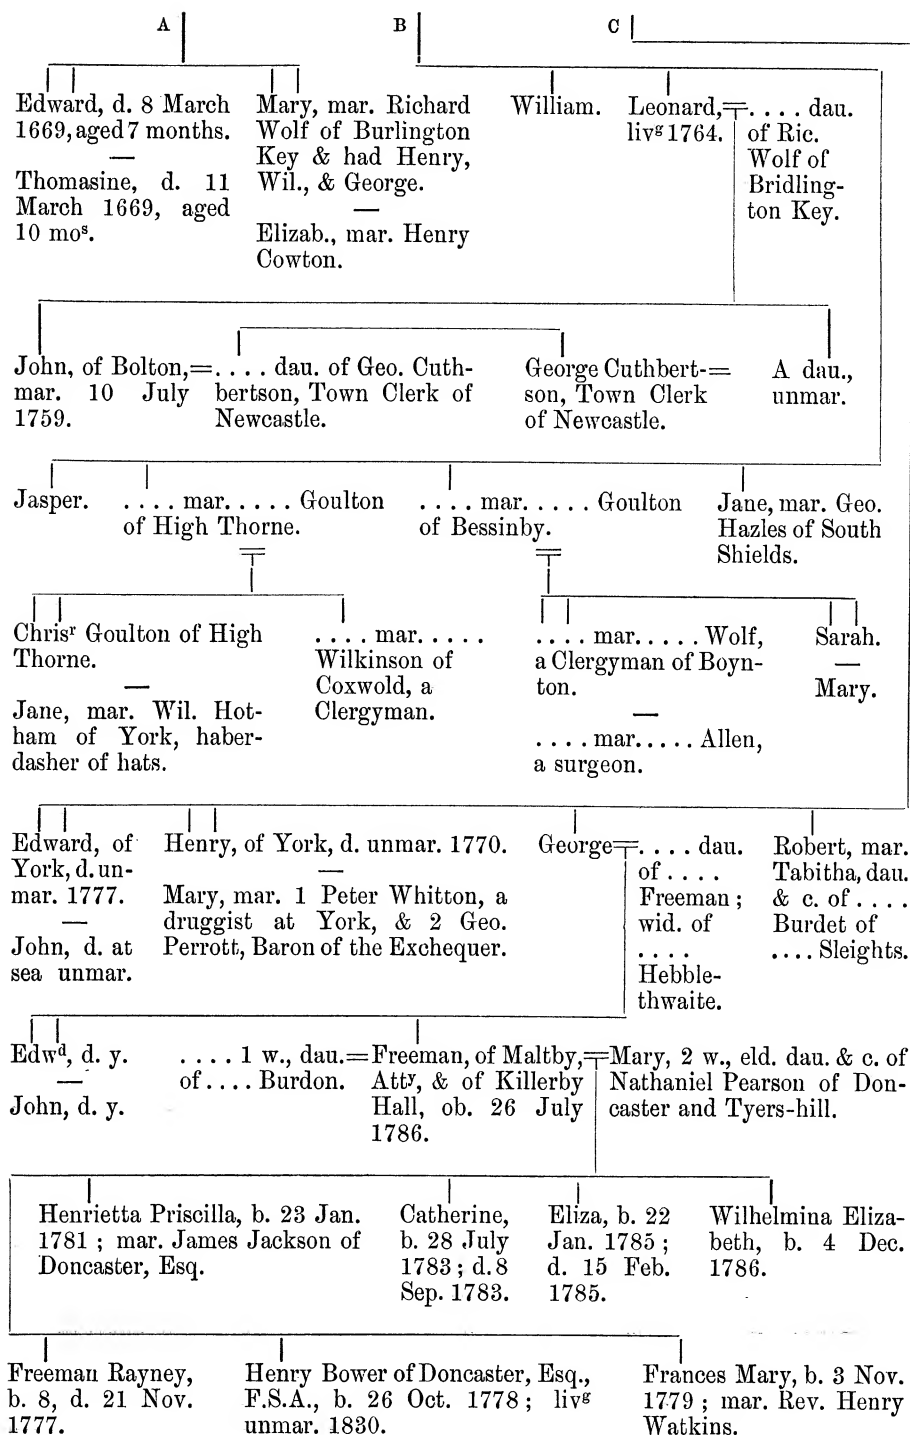 A
B
C
Edward, d. 8 March
1669, aged 7 months.
—
Thomasine, d. 11
March 1669, aged
10 moˢ.
Mary, mar. Richard
Wolf of Burlington
Key & had Henry,
Wil., & George.
—
Elizab., mar. Henry
Cowton.
William.
Leonard,
livᵍ 1764.
. . . . dau.
of Ric.
Wolf of
Bridling-
ton Key.
John, of Bolton,=
mar. 10 July
1759.
. . . . dau. of Geo. Cuth-
bertson, Town Clerk of
Newcastle.
George Cuthbert-=
son, Town Clerk
of Newcastle.
A dau.,
unmar.
Jasper.
. . . . mar. . . . . Goulton
of High Thorne.
. . . . mar. . . . . Goulton
of Bessinby.
Jane, mar. Geo.
Hazles of South
Shields.
Chrisʳ Goulton of High
Thorne.
—
Jane, mar. Wil. Hot-
ham of York, haber-
dasher of hats.
. . . . mar. . . . .
Wilkinson of
Coxwold, a
Clergyman.
. . . . mar. . . . . Wolf,
a Clergyman of Boyn-
ton.
—
. . . . mar. . . . . Allen,
a surgeon.
Sarah.
—
Mary.
Edward, of
York, d. un-
mar. 1777.
—
John, d. at
sea unmar.
Henry, of York, d. unmar. 1770.
—
Mary, mar. 1 Peter Whitton, a
druggist at York, & 2 Geo.
Perrott, Baron of the Exchequer.
George
. . . . dau.
of . . . .
Freeman ;
wid. of
. . . .
Hebble-
thwaite.
Robert, mar.
Tabitha, dau.
& c. of . . . .
Burdet of
. . . . Sleights.
Edwᵈ, d. y.
—
John, d. y.
. . . . 1 w., dau.=
of . . . . Burdon.
Freeman, of Maltby,
Attʸ, & of Killerby
Hall, ob. 26 July
1786.
Mary, 2 w., eld. dau. & c. of
Nathaniel Pearson of Don-
caster and Tyers-hill.
Henrietta Priscilla, b. 23 Jan.
1781 ; mar. James Jackson of
Doncaster, Esq.
Catherine,
b. 28 July
1783 ; d. 8
Sep. 1783.
Eliza, b. 22
Jan. 1785 ;
d. 15 Feb.
1785.
Wilhelmina Eliza-
beth, b. 4 Dec.
1786.
Freeman Rayney,
b. 8, d. 21 Nov.
1777.
Henry Bower of Doncaster, Esq.,
F.S.A., b. 26 Oct. 1778 ; livᵍ
unmar. 1830.
Frances Mary, b. 3 Nov.
1779 ; mar. Rev. Henry
Watkins.